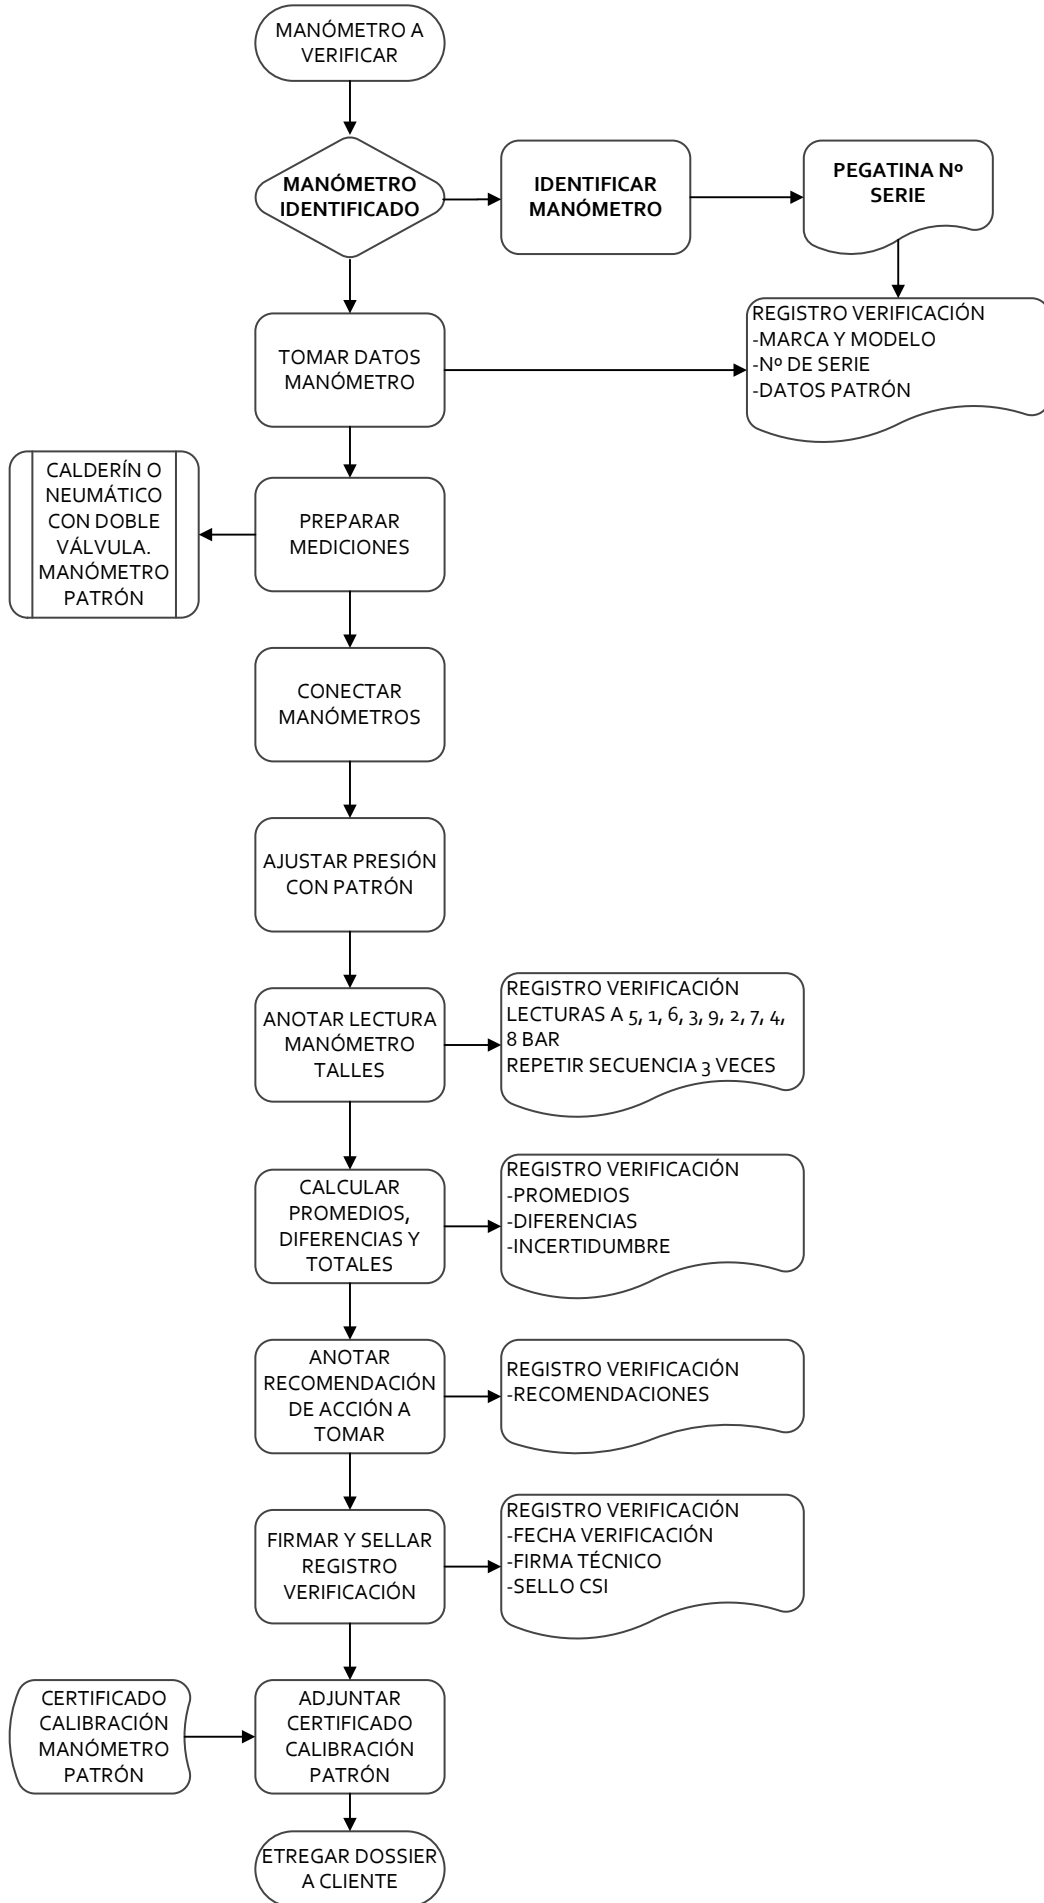 MANÓMETRO A
VERIFICAR
MANÓMETRO
IDENTIFICADO
IDENTIFICAR
MANÓMETRO
PEGATINA Nº
SERIE
TOMAR DATOS
MANÓMETRO
REGISTRO VERIFICACIÓN
-MARCA Y MODELO
-Nº DE SERIE
-DATOS PATRÓN
CALDERÍN O
NEUMÁTICO
CON DOBLE
VÁLVULA.
MANÓMETRO
PATRÓN
PREPARAR
MEDICIONES
CONECTAR
MANÓMETROS
AJUSTAR PRESIÓN
CON PATRÓN
ANOTAR LECTURA
MANÓMETRO
TALLES
REGISTRO VERIFICACIÓN
LECTURAS A 5, 1, 6, 3, 9, 2, 7, 4,
8 BAR
REPETIR SECUENCIA 3 VECES
CALCULAR
PROMEDIOS,
DIFERENCIAS Y
TOTALES
REGISTRO VERIFICACIÓN
-PROMEDIOS
-DIFERENCIAS
-INCERTIDUMBRE
ANOTAR
RECOMENDACIÓN
DE ACCIÓN A
TOMAR
REGISTRO VERIFICACIÓN
-RECOMENDACIONES
FIRMAR Y SELLAR
REGISTRO
VERIFICACIÓN
REGISTRO VERIFICACIÓN
-FECHA VERIFICACIÓN
-FIRMA TÉCNICO
-SELLO CSI
CERTIFICADO
CALIBRACIÓN
MANÓMETRO
PATRÓN
ADJUNTAR
CERTIFICADO
CALIBRACIÓN
PATRÓN
ETREGAR DOSSIER
A CLIENTE